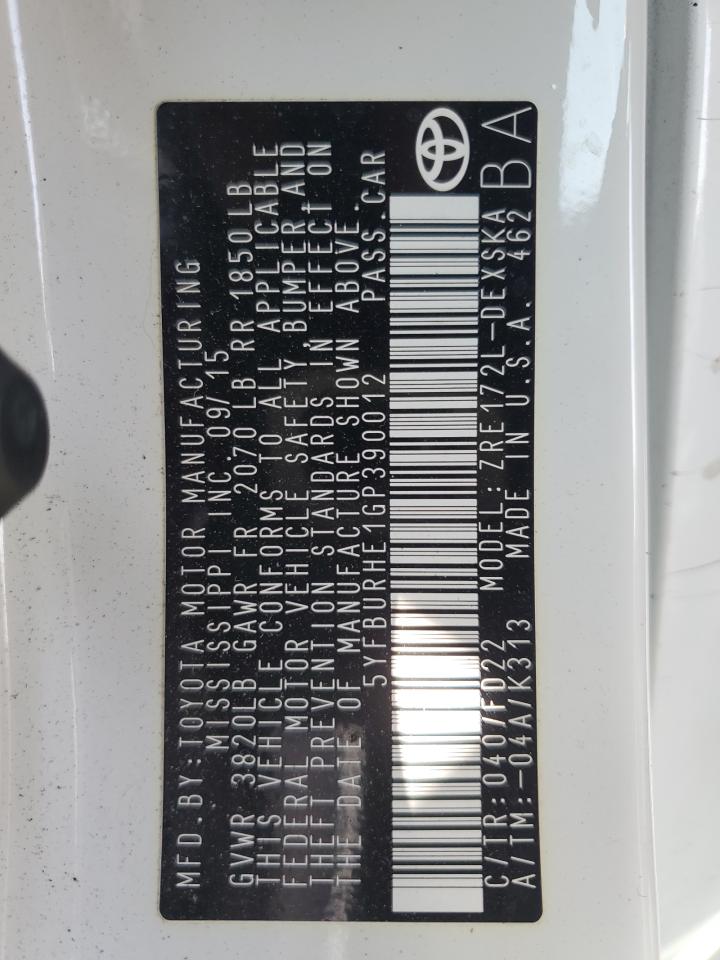 MFD.BY:TOYOTA MOTOR MANUFACTURING
MISSISSIPPI INC.09/15
GVWR 3820LB GAWR FR 2070 LB RR 1850LB
THIS VEHICLE CONFORMS TO ALL APPLICABLE
FEDERAL MOTOR VEHICLE SAFETY, BUMPER AND
THEFT PREVENTION STANDARDS IN EFFECT ON
THE DATE OF MANUFACTURE SHOWN ABOVE.
5YFBURHE1GP390012 PASS.CAR
C/TR:040/FD22 MODEL:ZRE172L-DEXSKA
A/TM:-04A/K313 MADE IN U.S.A. 462
BA